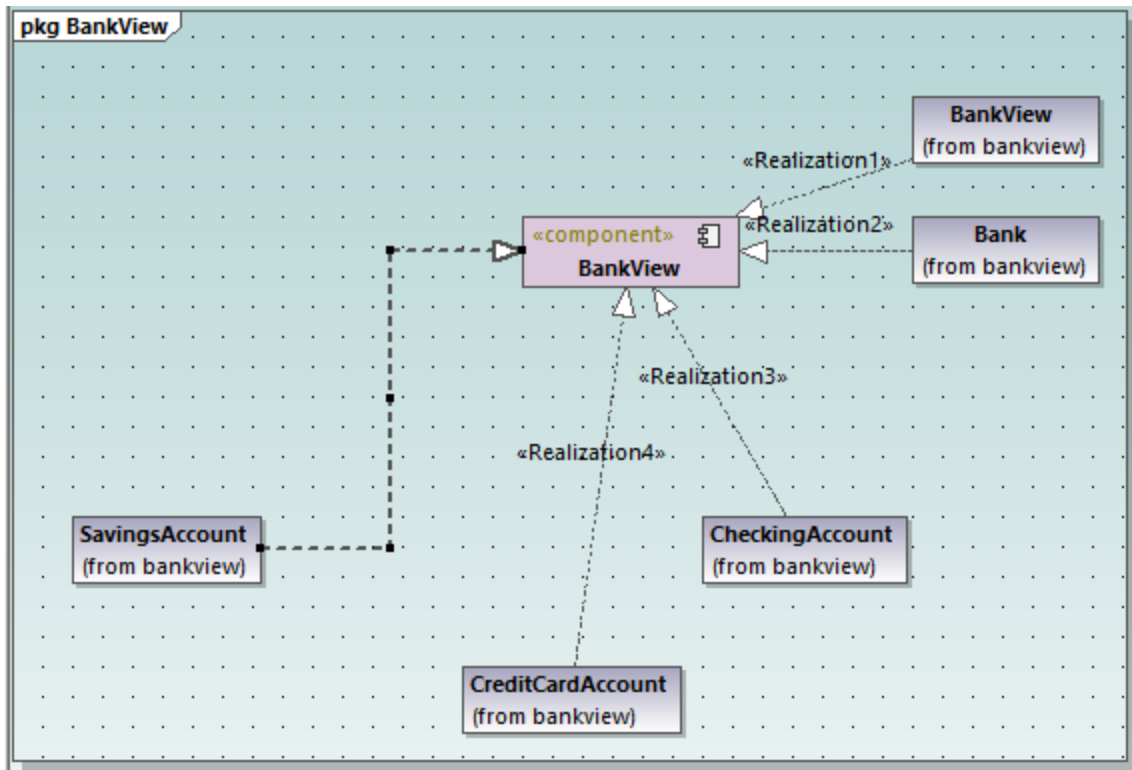 pkg BankView
BankView
(from bankview)
«Realization1»
«Realization2»
«component»
BankView
Bank
(from bankview)
«Realization3»
«Realization4»
SavingsAccount
(from bankview)
CheckingAccount
(from bankview)
CreditCardAccount
(from bankview)